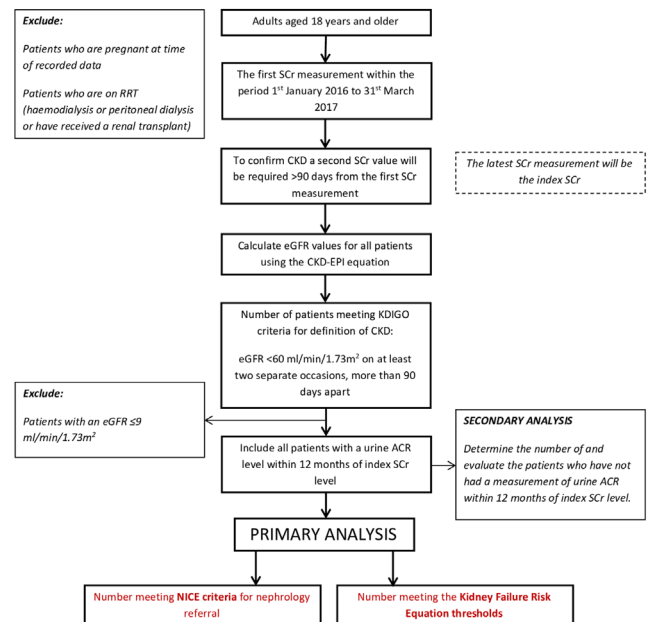 Exclude:
Patients who are pregnant at time
of recorded data
Patients who are on RRT
(haemodialysis or peritoneal dialysis
or have received a renal transplant)
Adults aged 18 years and older
The first SCr measurement within the
period 1st January 2016 to 31st March
2017
To confirm CKD a second SCr value will
be required >90 days from the first SCr
measurement
The latest SCr measurement will be
the index SCr
Calculate eGFR values for all patients
using the CKD-EPI equation
Number of patients meeting KDIGO
criteria for definition of CKD:
eGFR <60 ml/min/1.73m² on at least
two separate occasions, more than 90
days apart
Exclude:
Patients with an eGFR ≤9
ml/min/1.73m²
Include all patients with a urine ACR
level within 12 months of index SCr
level
SECONDARY ANALYSIS
Determine the number of and
evaluate the patients who have not
had a measurement of urine ACR
within 12 months of index SCr level.
PRIMARY ANALYSIS
Number meeting NICE criteria for nephrology
referral
Number meeting the Kidney Failure Risk
Equation thresholds